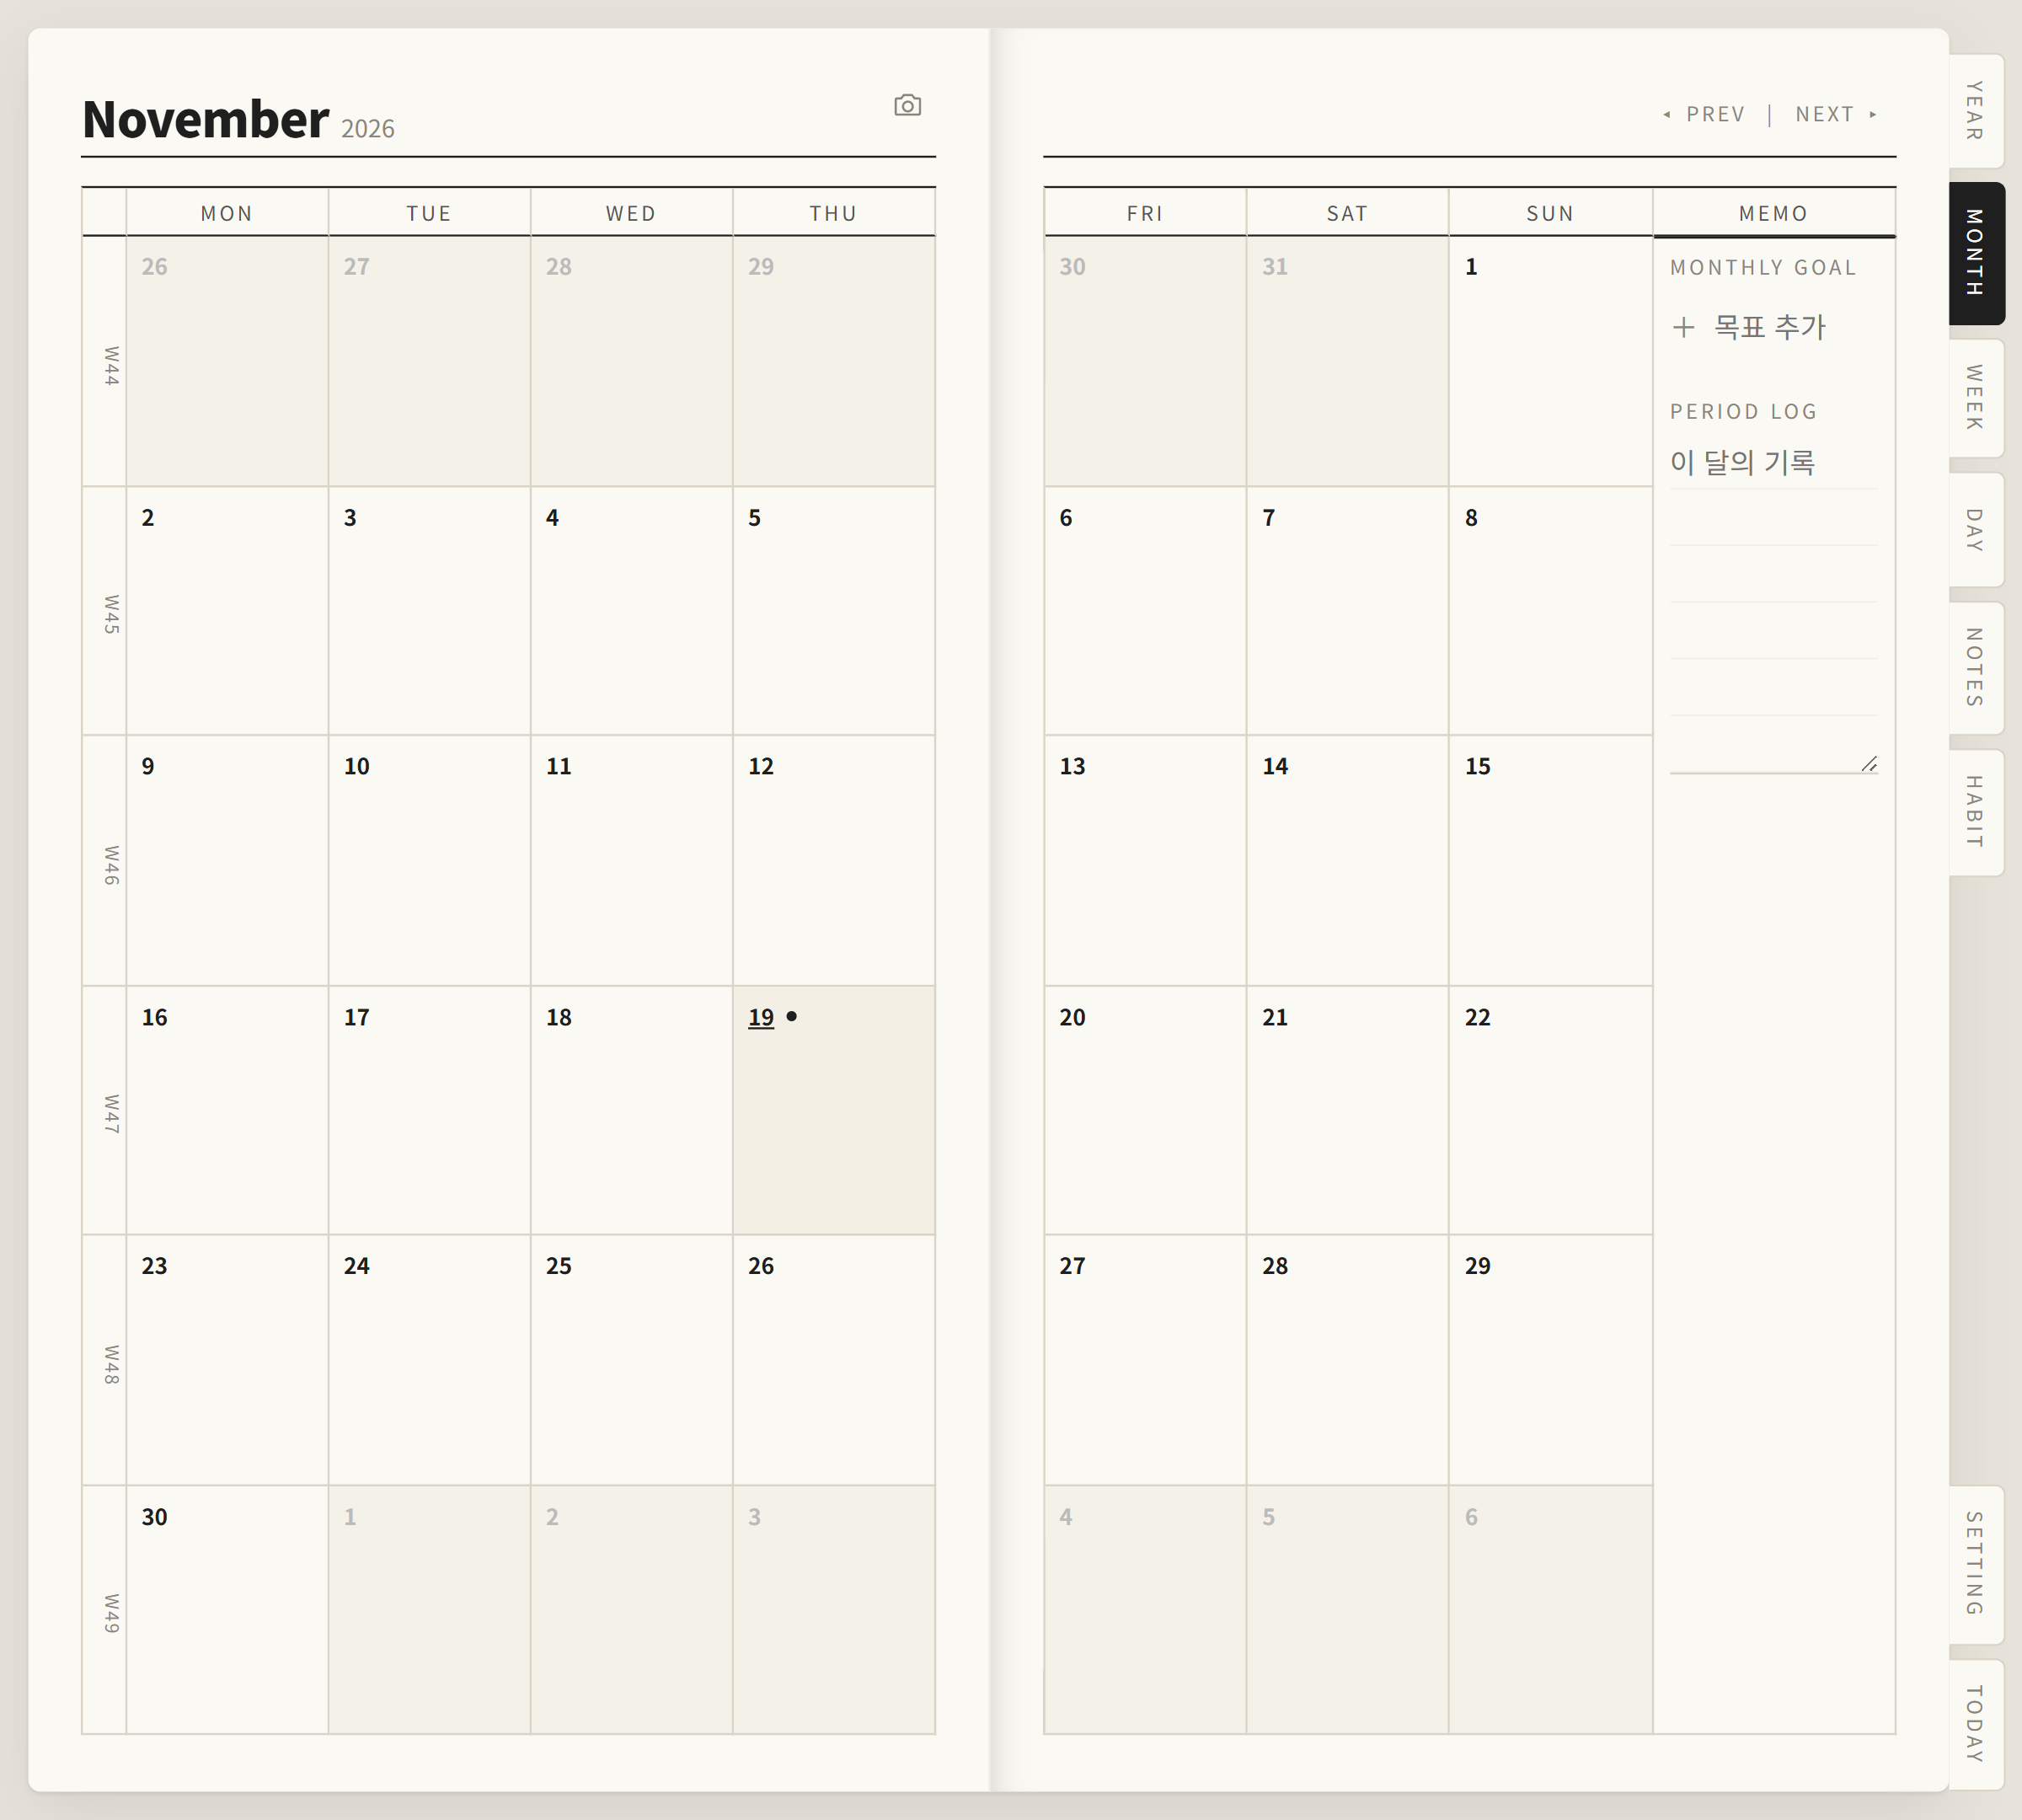 November 2026
◂ PREV | NEXT ▸
MON TUE WED THU FRI SAT SUN MEMO
W44 26 27 28 29 30 31 1
MONTHLY GOAL
+ 목표 추가
PERIOD LOG
이 달의 기록
W45 2 3 4 5 6 7 8
W46 9 10 11 12 13 14 15
W47 16 17 18 19 20 21 22
W48 23 24 25 26 27 28 29
W49 30 1 2 3 4 5 6
YEAR
MONTH
WEEK
DAY
NOTES
HABIT
SETTING
TODAY